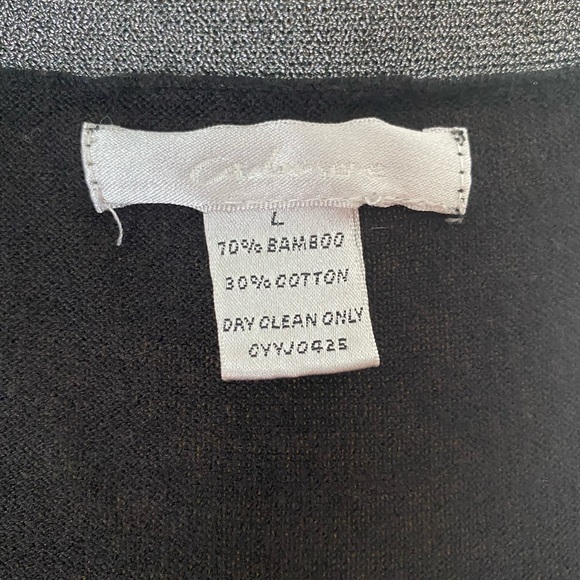 L
70% BAMBOO
30% COTTON
DRY CLEAN ONLY
CYYJ0425